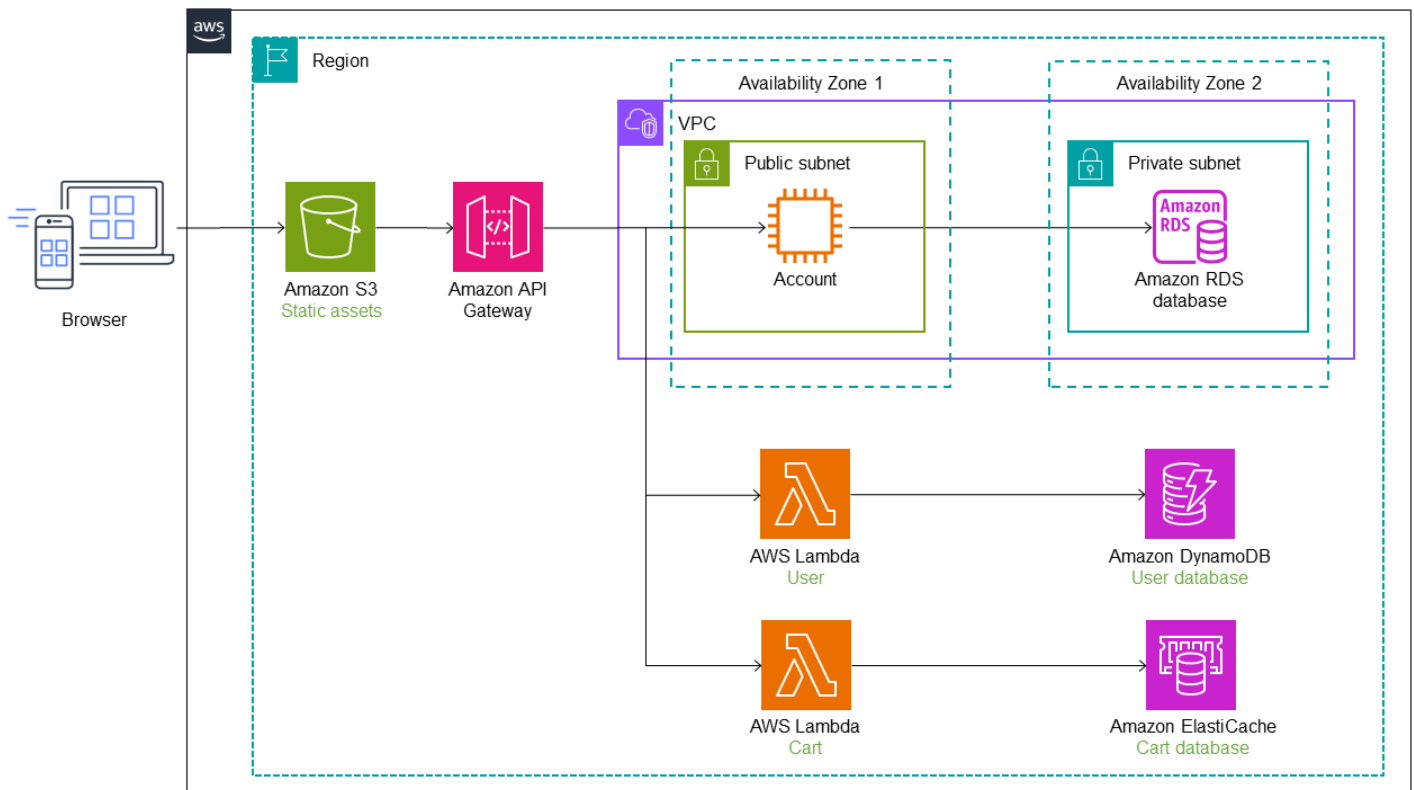 aws
Region
Availability Zone 1
Availability Zone 2
VPC
Public subnet
Private subnet
Amazon
RDS
</>
Account
Amazon RDS
database
Amazon S3
Static assets
Amazon API
Gateway
Browser
AWS Lambda
User
Amazon DynamoDB
User database
AWS Lambda
Cart
Amazon ElastiCache
Cart database